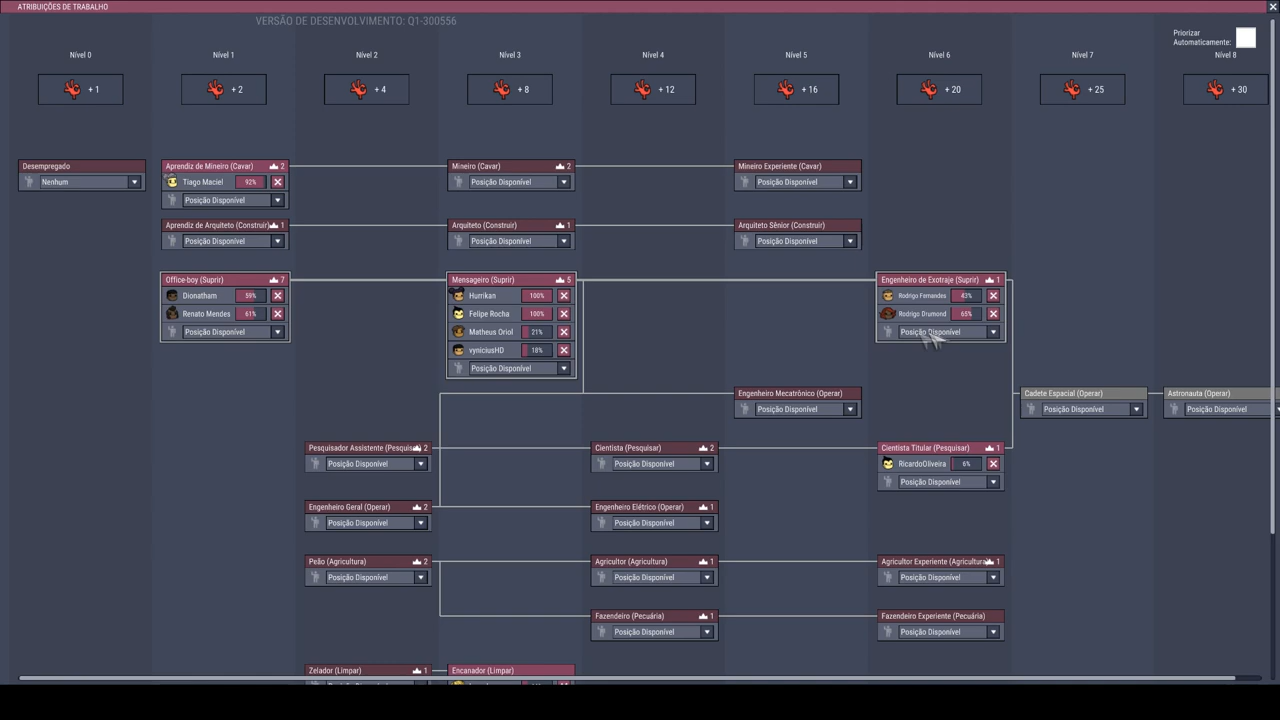 ATRIBUIÇÕES DE TRABALHO
VERSÃO DE DESENVOLVIMENTO: Q1-300556
Priorizar
Automaticamente:
Nível 0
Nível 1
Nível 2
Nível 3
Nível 4
Nível 5
Nível 6
Nível 7
Nível 8
+ 1
+ 2
+ 4
+ 8
+ 12
+ 16
+ 20
+ 25
+ 30
Desempregado
Nenhum
Aprendiz de Mineiro (Cavar) 2
Tiago Maciel 92%
Posição Disponível
Mineiro (Cavar) 2
Posição Disponível
Mineiro Experiente (Cavar)
Posição Disponível
Aprendiz de Arquiteto (Construir) 1
Posição Disponível
Arquiteto (Construir) 1
Posição Disponível
Arquiteto Sênior (Construir)
Posição Disponível
Office-boy (Suprir) 7
Dionatham 59%
Renato Mendes 61%
Posição Disponível
Mensageiro (Suprir) 5
Hurrikan 100%
Felipe Rocha 100%
Matheus Oriol 21%
vyniciusHD 18%
Posição Disponível
Engenheiro de Exotraje (Suprir) 1
Rodrigo Fernandes 43%
Rodrigo Drumond 65%
Posição Disponível
Engenheiro Mecatrônico (Operar)
Posição Disponível
Cadete Espacial (Operar)
Posição Disponível
Astronauta (Operar)
Posição Disponível
Pesquisador Assistente (Pesquisar) 2
Posição Disponível
Cientista (Pesquisar) 2
Posição Disponível
Cientista Titular (Pesquisar) 1
RicardoOliveira 6%
Posição Disponível
Engenheiro Geral (Operar) 2
Posição Disponível
Engenheiro Elétrico (Operar) 1
Posição Disponível
Peão (Agricultura) 2
Posição Disponível
Agricultor (Agricultura) 1
Posição Disponível
Agricultor Experiente (Agricultura) 1
Posição Disponível
Fazendeiro (Pecuária) 1
Posição Disponível
Fazendeiro Experiente (Pecuária)
Posição Disponível
Zelador (Limpar) 1
Encanador (Limpar)